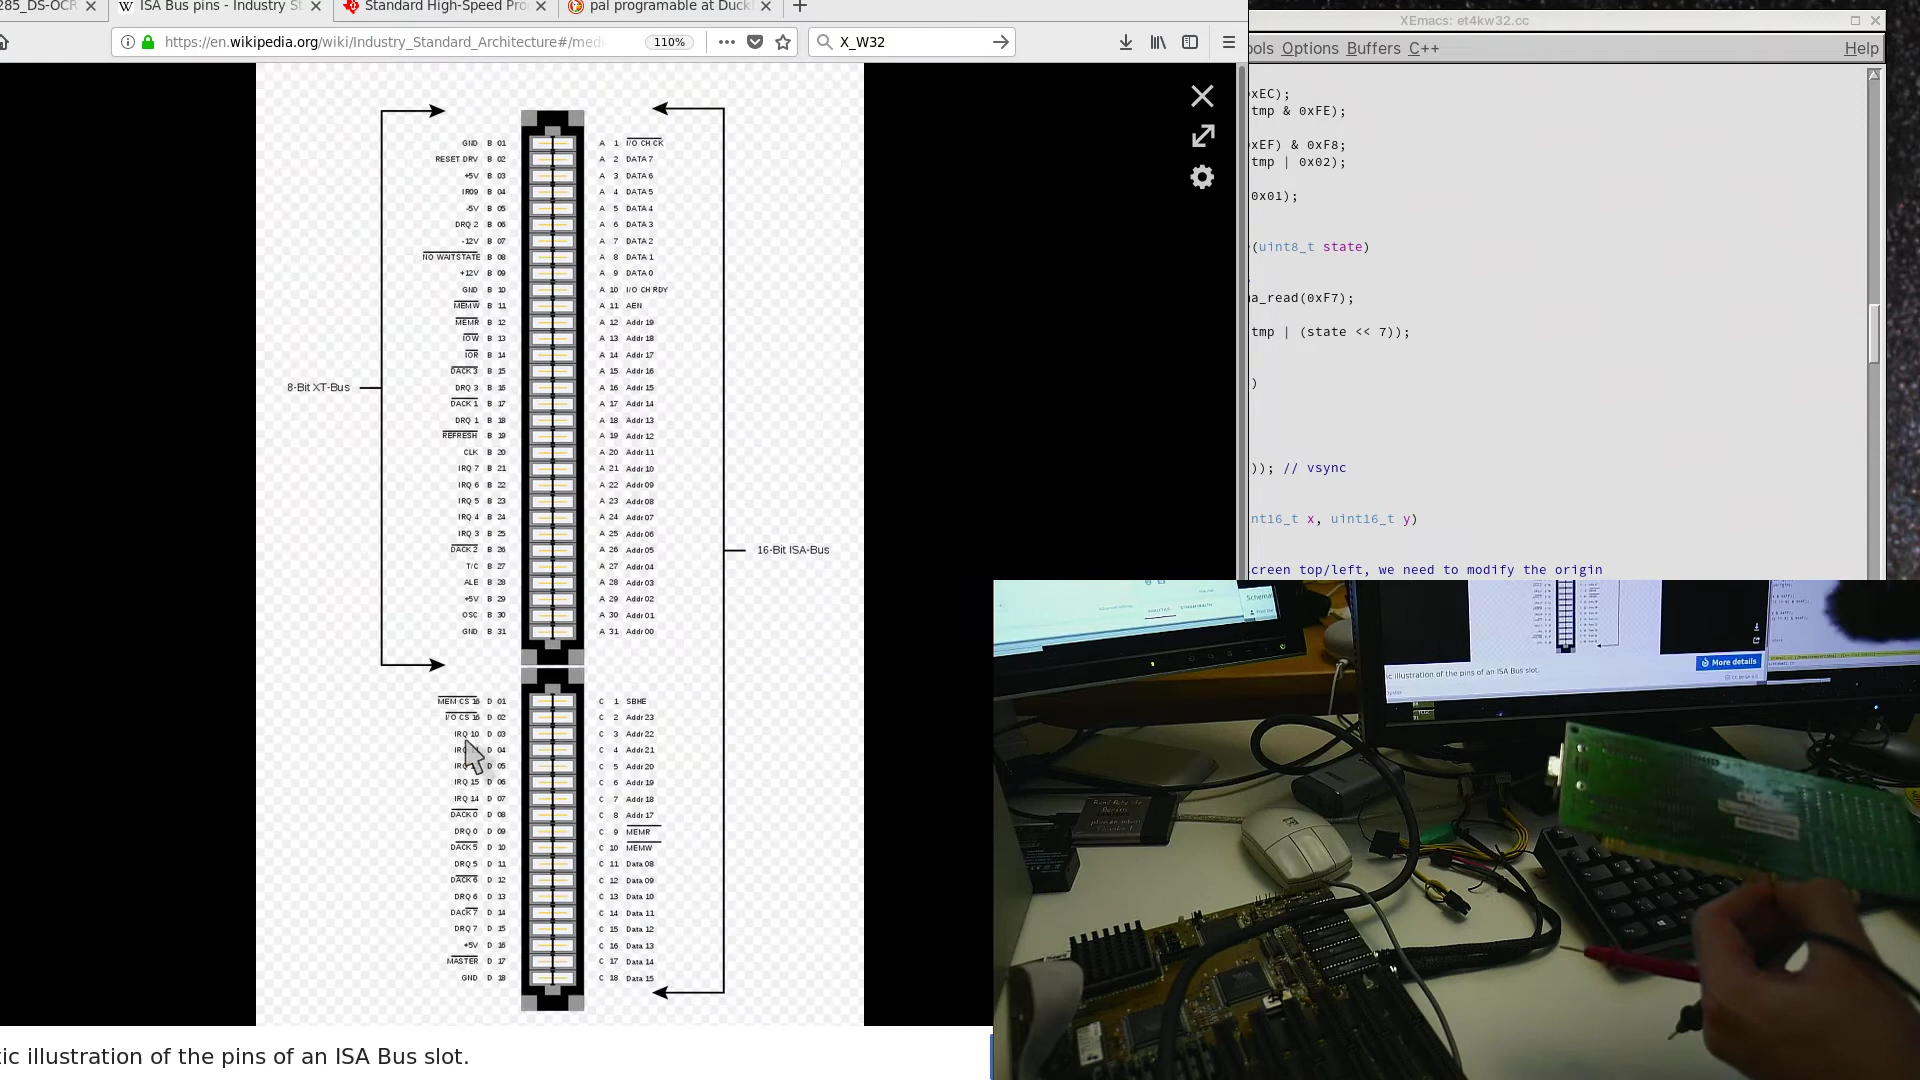 285_DS-OCR
ISA Bus pins - Industry St
Standard High-Speed Pro
pal programable at Duckl
https://en.wikipedia.org/wiki/Industry_Standard_Architecture#/medi
110%
X_W32
XEmacs: et4kw32.cc
ools Options Buffers C++ Help
8-Bit XT-Bus
16-Bit ISA-Bus
GND B 01 A 1 I/O CH CK
RESET DRV B 02 A 2 DATA 7
+5V B 03 A 3 DATA 6
IR09 B 04 A 4 DATA 5
-5V B 05 A 5 DATA 4
DRQ 2 B 06 A 6 DATA 3
-12V B 07 A 7 DATA 2
NO WAITSTATE B 08 A 8 DATA 1
+12V B 09 A 9 DATA 0
GND B 10 A 10 I/O CH RDY
MEMW B 11 A 11 AEN
MEMR B 12 A 12 Addr 19
IOW B 13 A 13 Addr 18
IOR B 14 A 14 Addr 17
DACK 3 B 15 A 15 Addr 16
DRQ 3 B 16 A 16 Addr 15
DACK 1 B 17 A 17 Addr 14
DRQ 1 B 18 A 18 Addr 13
REFRESH B 19 A 19 Addr 12
CLK B 20 A 20 Addr 11
IRQ 7 B 21 A 21 Addr 10
IRQ 6 B 22 A 22 Addr 09
IRQ 5 B 23 A 23 Addr 08
IRQ 4 B 24 A 24 Addr 07
IRQ 3 B 25 A 25 Addr 06
DACK 2 B 26 A 26 Addr 05
T/C B 27 A 27 Addr 04
ALE B 28 A 28 Addr 03
+5V B 29 A 29 Addr 02
OSC B 30 A 30 Addr 01
GND B 31 A 31 Addr 00
MEM CS 16 D 01 C 1 SBHE
I/O CS 16 D 02 C 2 Addr 23
IRQ 10 D 03 C 3 Addr 22
IRQ D 04 C 4 Addr 21
IRQ D 05 C 5 Addr 20
IRQ 15 D 06 C 6 Addr 19
IRQ 14 D 07 C 7 Addr 18
DACK 0 D 08 C 8 Addr 17
DRQ 0 D 09 C 9 MEMR
DACK 5 D 10 C 10 MEMW
DRQ 5 D 11 C 11 Data 08
DACK 6 D 12 C 12 Data 09
DRQ 6 D 13 C 13 Data 10
DACK 7 D 14 C 14 Data 11
DRQ 7 D 15 C 15 Data 12
+5V D 16 C 16 Data 13
MASTER D 17 C 17 Data 14
GND D 18 C 18 Data 15
tic illustration of the pins of an ISA Bus slot.
xEC);
tmp & 0xFE);
xEF) & 0xF8;
tmp | 0x02);
0x01);
(uint8_t state)
na_read(0xF7);
tmp | (state << 7));
)
)); // vsync
nt16_t x, uint16_t y)
screen top/left, we need to modify the origin
Schemat
ic illustration of the pins of an ISA Bus slot.
More details